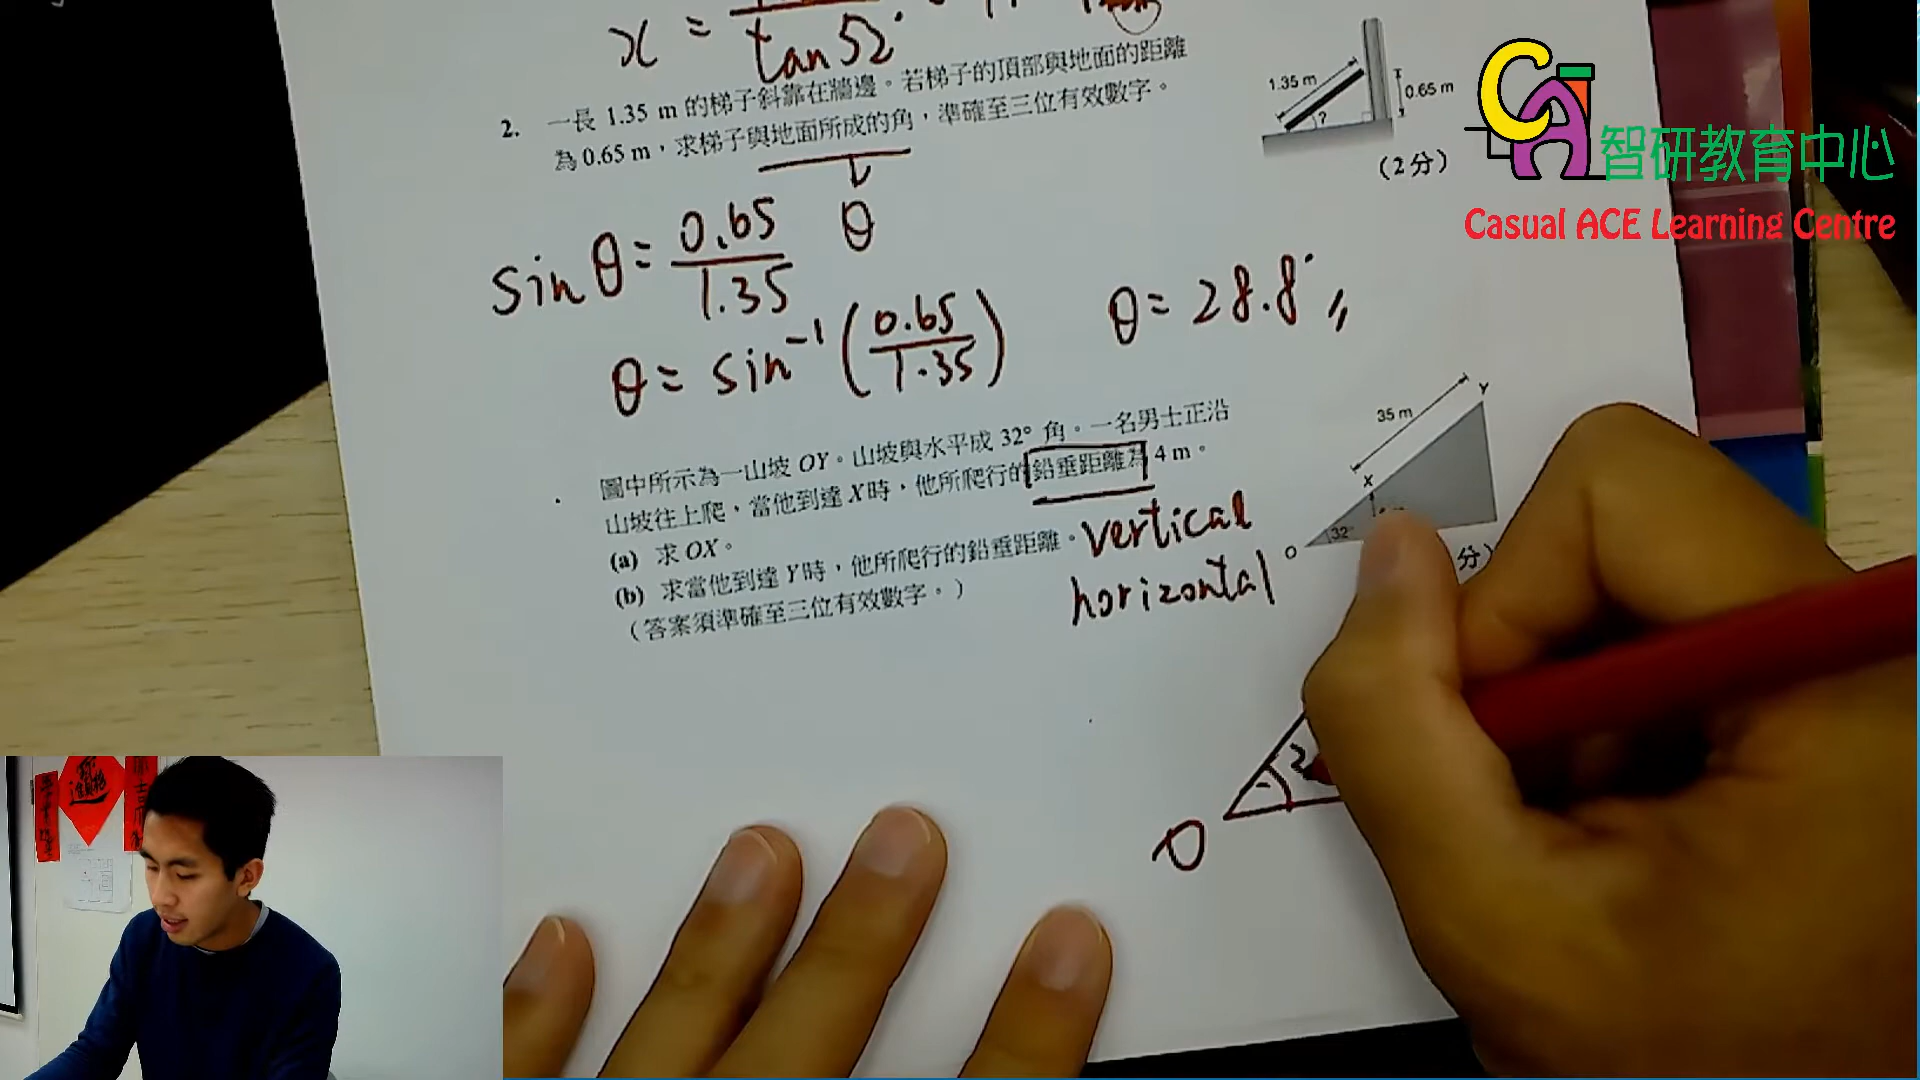 x = tan52°
2. 一長 1.35 m 的梯子斜靠在牆邊。若梯子的頂部與地面的距離
為 0.65 m，求梯子與地面所成的角，準確至三位有效數字。
1.35 m
0.65 m
?
(2分)
θ
sin θ = 0.65/1.35
θ = sin⁻¹(0.65/1.35)
θ = 28.8°
圖中所示為一山坡 OY。山坡與水平成 32° 角。一名男士正沿
山坡往上爬，當他到達 X 時，他所爬行的鉛垂距離為 4 m。
(a) 求 OX。
(b) 求當他到達 Y 時，他所爬行的鉛垂距離。
（答案須準確至三位有效數字。）
vertical
horizontal
35 m
Y
X
32°
O
分)
O
CA
智研教育中心
Casual ACE Learning Centre